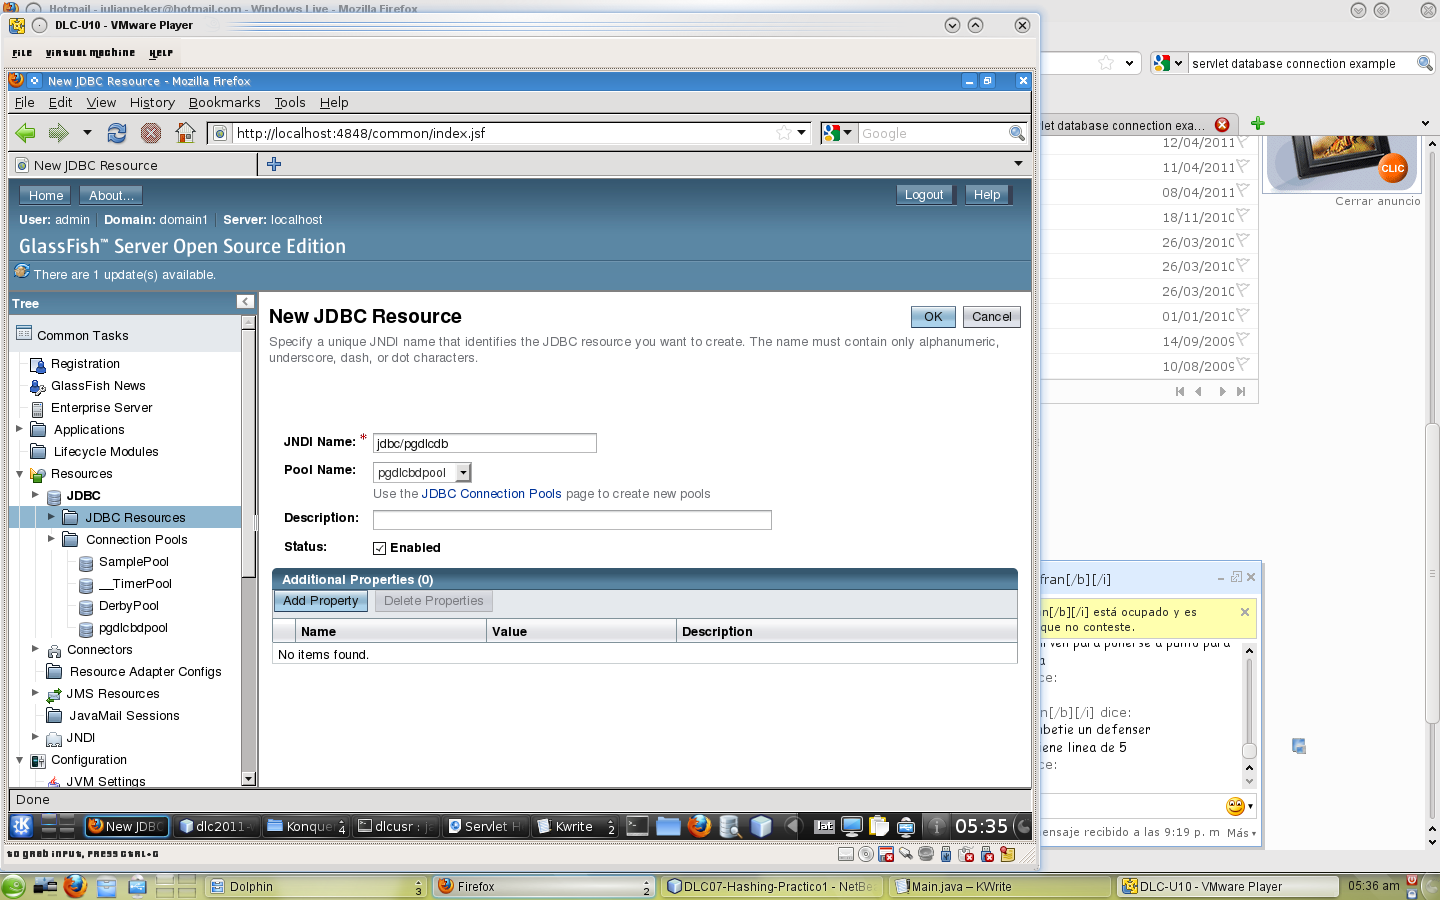 Hotmail - julianpeker@hotmail.com - Windows Live - Mozilla Firefox
DLC-U10 - VMware Player
File Virtual Machine Help
New JDBC Resource - Mozilla Firefox
servlet database connection example
File Edit View History Bookmarks Tools Help
http://localhost:4848/common/index.jsf
Google
let database connection exa...
New JDBC Resource
12/04/2011
11/04/2011
08/04/2011
18/11/2010
26/03/2010
26/03/2010
26/03/2010
01/01/2010
14/09/2009
10/08/2009
CLIC
Cerrar anuncio
Home About...
Logout Help
User: admin Domain: domain1 Server: localhost
GlassFish™ Server Open Source Edition
There are 1 update(s) available.
Tree
Common Tasks
Registration
GlassFish News
Enterprise Server
Applications
Lifecycle Modules
Resources
JDBC
JDBC Resources
Connection Pools
SamplePool
__TimerPool
DerbyPool
pgdlcbdpool
Connectors
Resource Adapter Configs
JMS Resources
JavaMail Sessions
JNDI
Configuration
JVM Settings
New JDBC Resource
OK Cancel
Specify a unique JNDI name that identifies the JDBC resource you want to create. The name must contain only alphanumeric,
underscore, dash, or dot characters.
JNDI Name: * jdbc/pgdlcdb
Pool Name: pgdlcbdpool
Use the JDBC Connection Pools page to create new pools
Description:
Status: Enabled
Additional Properties (0)
Add Property Delete Properties
Name Value Description
No items found.
fran[/b][/i]
n[/b][/i] está ocupado y es
que no conteste.
ven para ponerse a punto para
a
ce:
n[/b][/i] dice:
betie un defenser
ene linea de 5
ce:
ensaje recibido a las 9:19 p. m Más
Done
New JDBC dlc2011- Konque 4 dlcusr : ja Servlet H Kwrite 2 lat 05:35
to grab input, press Ctrl+G
Dolphin 3 Firefox 2 DLC07-Hashing-Practico1 - NetBe Main.java – KWrite DLC-U10 - VMware Player 05:36 am